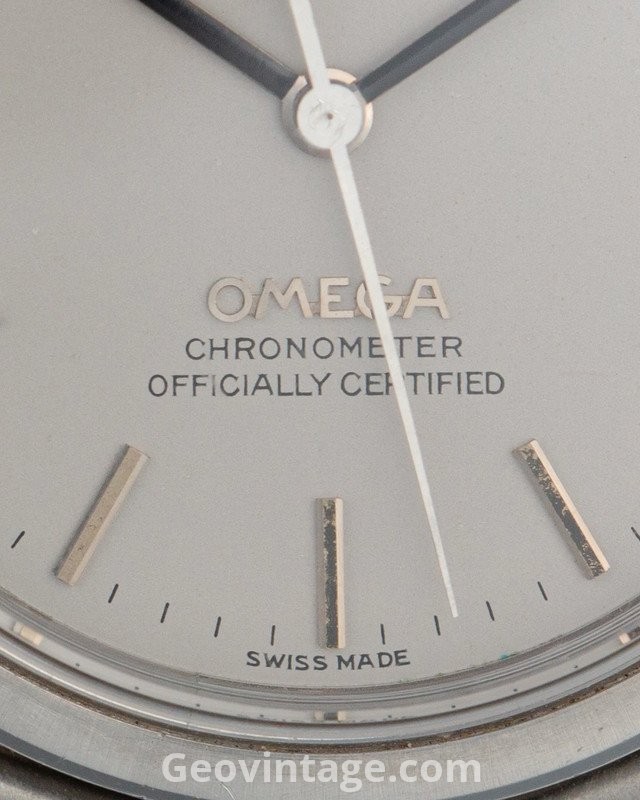 OMEGA
CHRONOMETER
OFFICIALLY CERTIFIED
SWISS MADE
Geovintage.com